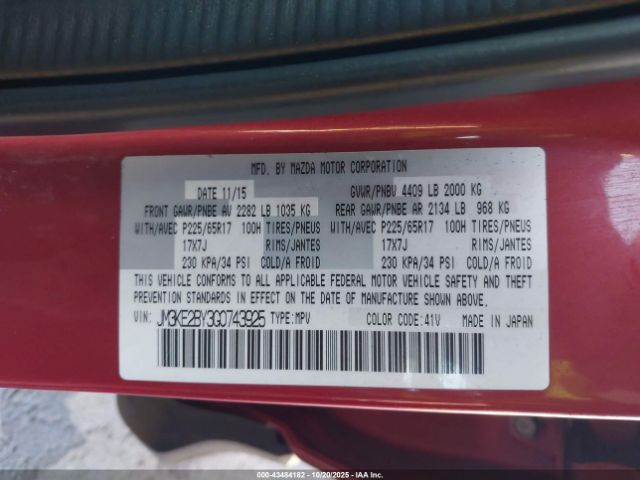 MFD. BY MAZDA MOTOR CORPORATION
DATE 11/15 GVWR/PNBV 4409 LB 2000 KG
FRONT GAWR/PNBE AV 2282 LB 1035 KG REAR GAWR/PNBE AR 2134 LB 968 KG
WITH/AVEC P225/65R17 100H TIRES/PNEUS WITH/AVEC P225/65R17 100H TIRES/PNEUS
17X7J RIMS/JANTES 17X7J RIMS/JANTES
230 KPA/34 PSI COLD/A FROID 230 KPA/34 PSI COLD/A FROID
THIS VEHICLE CONFORMS TO ALL APPLICABLE FEDERAL MOTOR VEHICLE SAFETY AND THEFT
PREVENTION STANDARDS IN EFFECT ON THE DATE OF MANUFACTURE SHOWN ABOVE.
VIN: JM3KE2BY3G0743925 TYPE:MPV COLOR CODE:41V MADE IN JAPAN
000-43484182 - 10/20/2025 - IAAI.COM